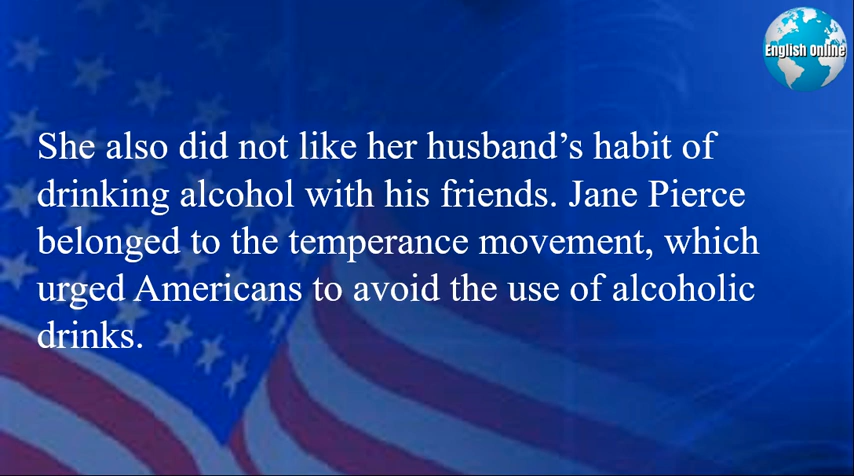 English Online
She also did not like her husband’s habit of
drinking alcohol with his friends. Jane Pierce
belonged to the temperance movement, which
urged Americans to avoid the use of alcoholic
drinks.